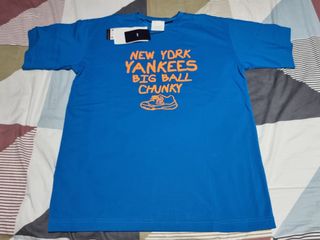 NEW YORK
YANKEES
BIG BALL
CHUNKY